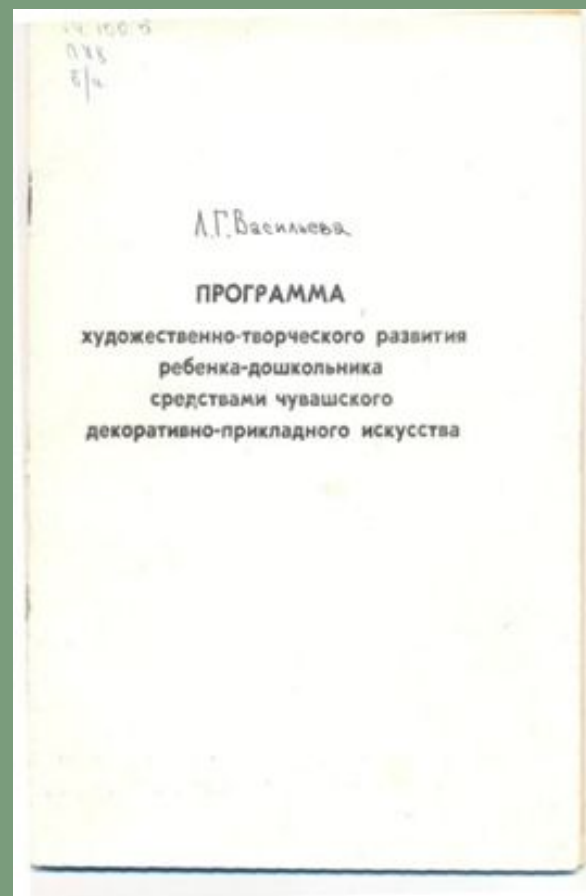 Л.Г.Васильева
ПРОГРАММА
художественно-творческого развития
ребенка-дошкольника
средствами чувашского
декоративно-прикладного искусства